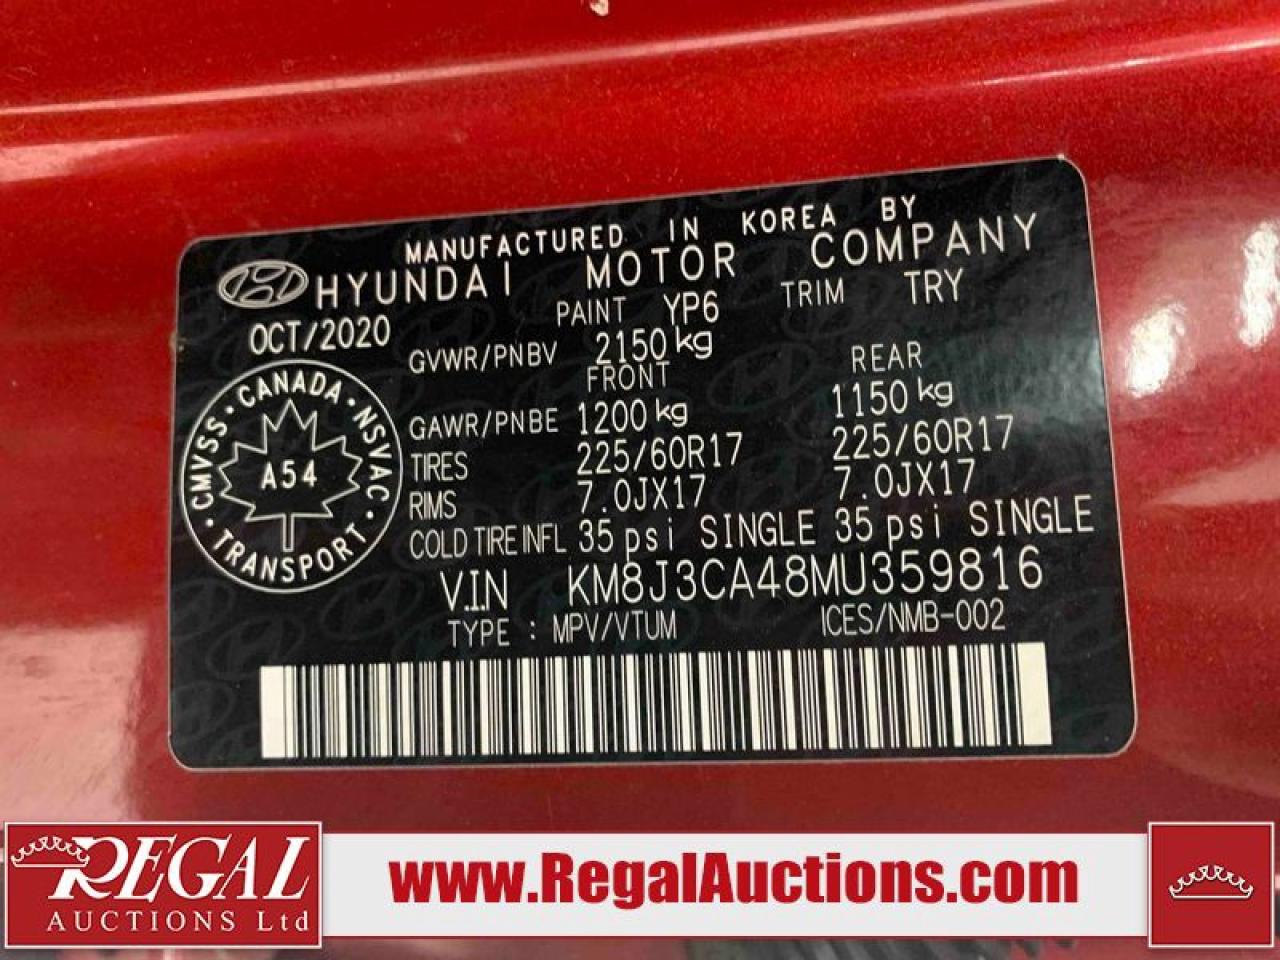 MANUFACTURED IN KOREA BY
HYUNDAI MOTOR COMPANY
OCT/2020 PAINT YP6 TRIM TRY
GVWR/PNBV 2150 kg
FRONT REAR
GAWR/PNBE 1200 kg 1150 kg
TIRES 225/60R17 225/60R17
RIMS 7.0JX17 7.0JX17
COLD TIRE INFL 35 psi SINGLE 35 psi SINGLE
V.I.N KM8J3CA48MU359816
TYPE : MPV/VTUM ICES/NMB-002
CANADA · NSVAC · TRANSPORT · CMVSS ·
A54
REGAL
AUCTIONS Ltd
www.RegalAuctions.com